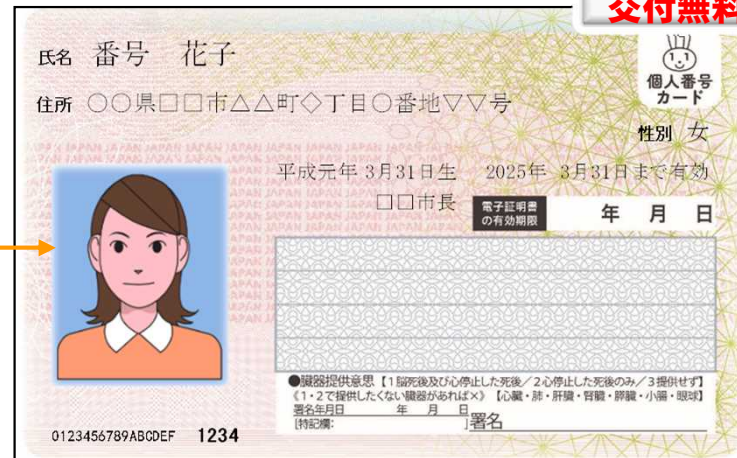 交付無料
氏名 番号 花子
個人番号
カード
住所 ○○県□□市△△町◇丁目○番地▽▽号
性別 女
平成元年 3月31日生 2025年 3月31日まで有効
□□市長 電子証明書の有効期限 年 月 日
●臓器提供意思【1脳死後及び心停止した死後／2心停止した死後のみ／3提供せず】
《1・2で提供したくない臓器があれば×》【心臓・肺・肝臓・腎臓・膵臓・小腸・眼球】
署名年月日 年 月 日
[特記欄: ]署名
0123456789ABCDEF 1234